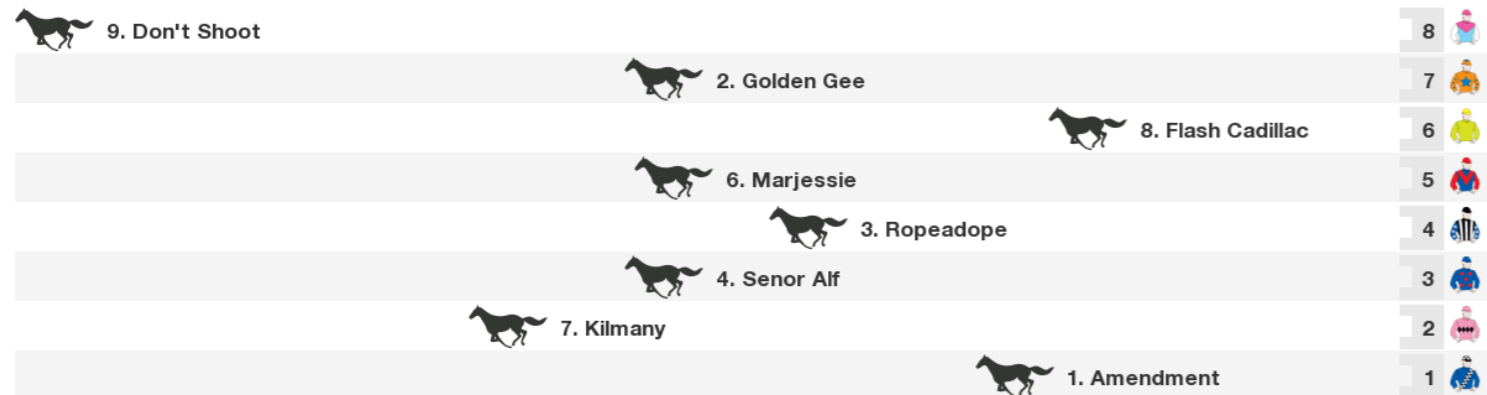 9. Don't Shoot 8
2. Golden Gee 7
8. Flash Cadillac 6
6. Marjessie 5
3. Ropeadope 4
4. Senor Alf 3
7. Kilmany 2
1. Amendment 1